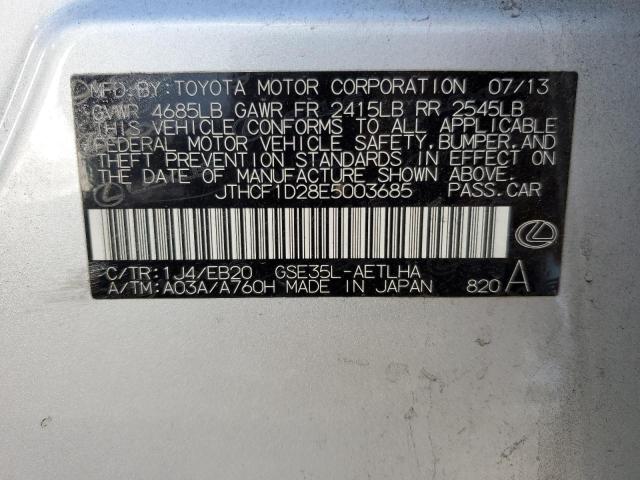 MFD.BY: TOYOTA MOTOR CORPORATION 07/13
GVWR 4685LB GAWR FR 2415LB RR 2545LB
THIS VEHICLE CONFORMS TO ALL APPLICABLE
FEDERAL MOTOR VEHICLE SAFETY, BUMPER, AND
THEFT PREVENTION STANDARDS IN EFFECT ON
THE DATE OF MANUFACTURE SHOWN ABOVE.
JTHCF1D28E5003685 PASS.CAR
C/TR: 1J4/EB20 GSE35L-AETLHA
A/TM: A03A/A760H MADE IN JAPAN 820 A